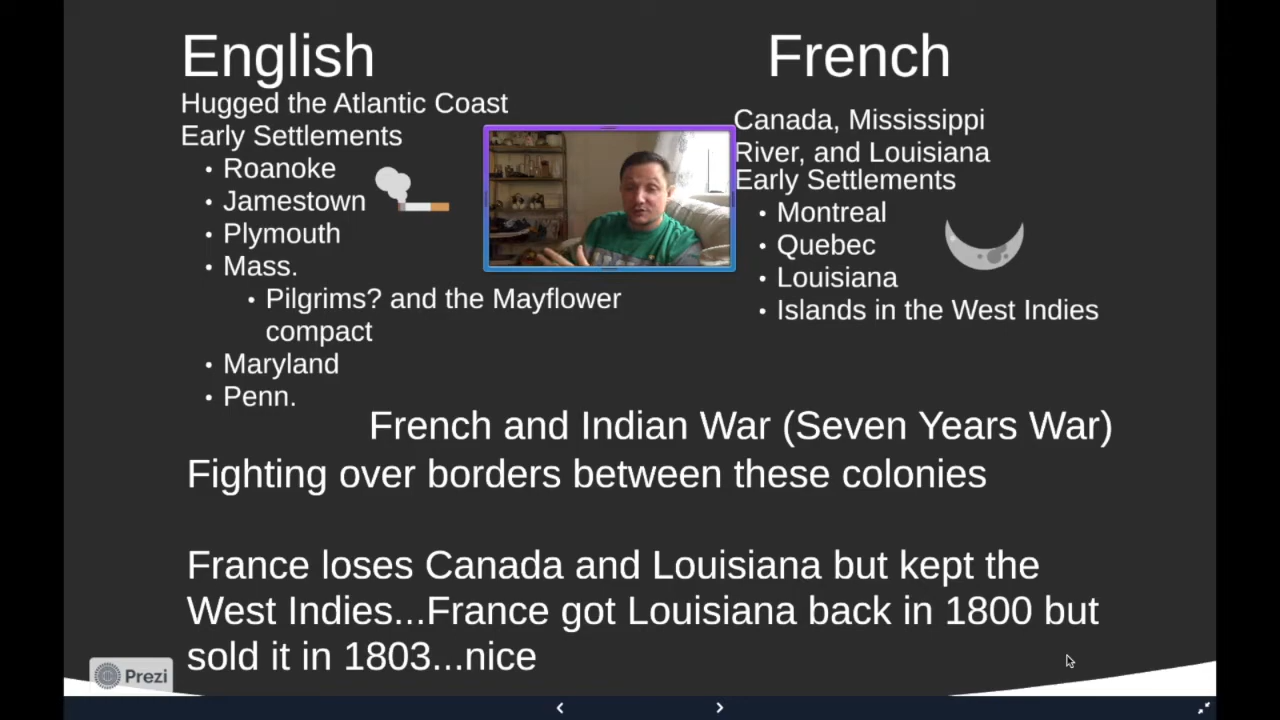 English
Hugged the Atlantic Coast
Early Settlements
• Roanoke
• Jamestown
• Plymouth
• Mass.
• Pilgrims? and the Mayflower
compact
• Maryland
• Penn.
French
Canada, Mississippi
River, and Louisiana
Early Settlements
• Montreal
• Quebec
• Louisiana
• Islands in the West Indies
French and Indian War (Seven Years War)
Fighting over borders between these colonies
France loses Canada and Louisiana but kept the
West Indies...France got Louisiana back in 1800 but
sold it in 1803...nice
Prezi